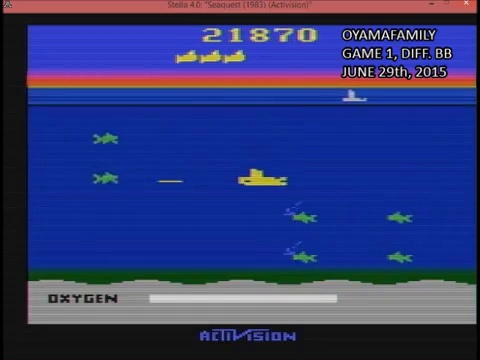 Stella 4.0: "Seaquest (1983) (Activision)"
21870
OYAMAFAMILY
GAME 1, DIFF. BB
JUNE 29th, 2015
OXYGEN
ACTIVISION